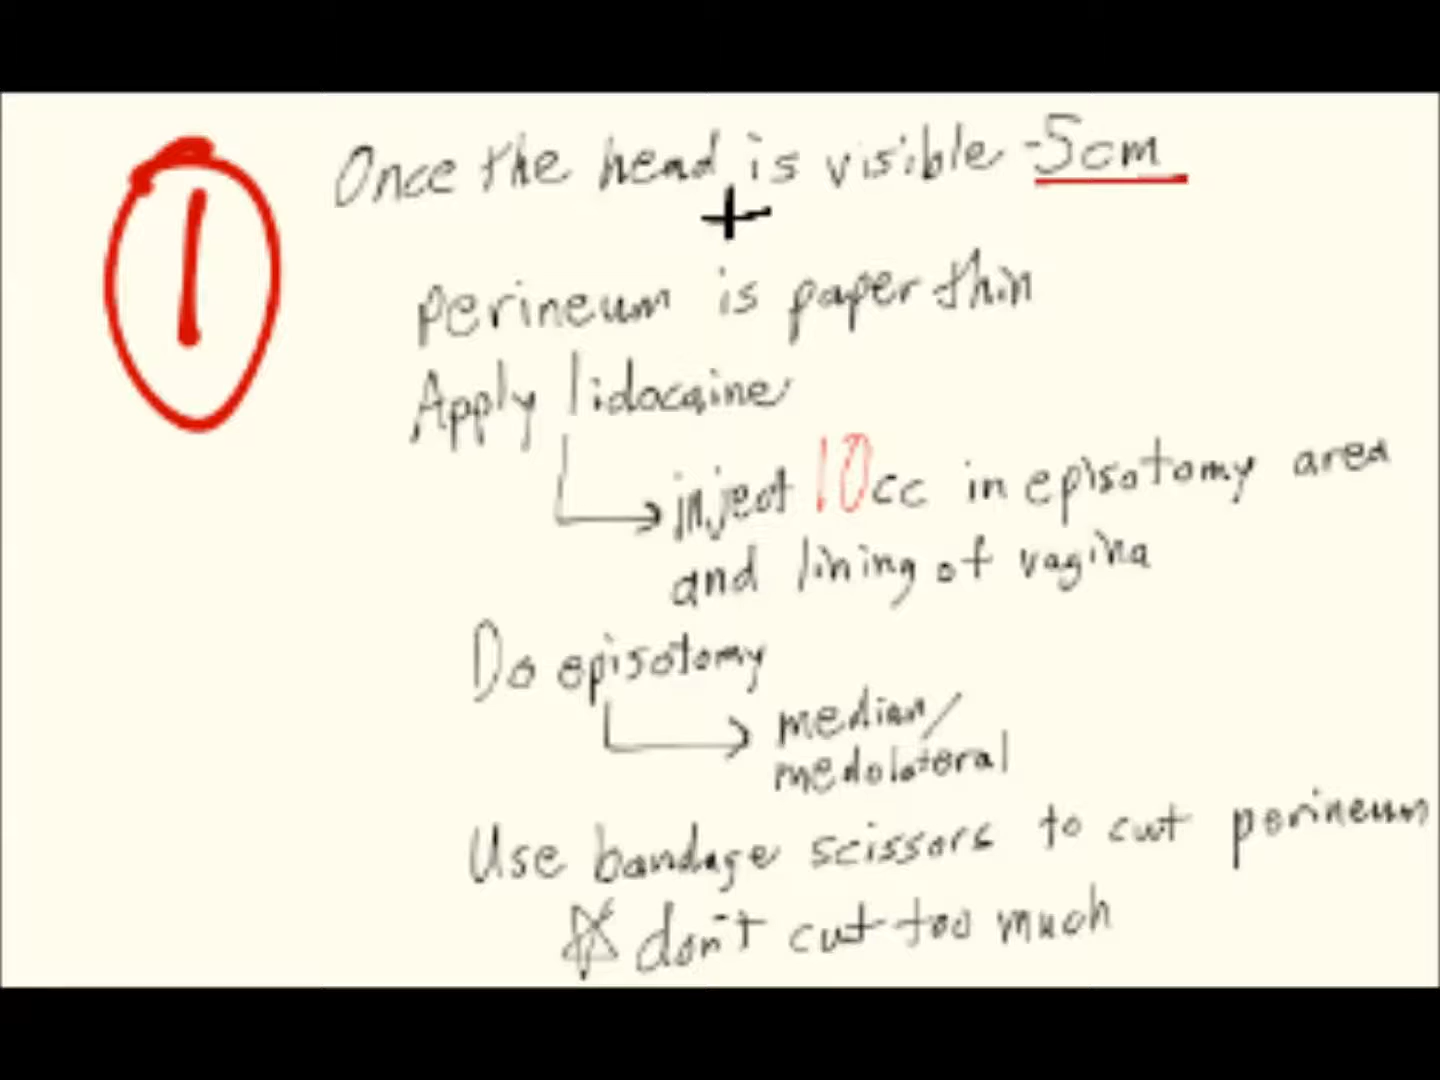 1
Once the head is visible -5cm
+
perineum is paper thin
Apply lidocaine
inject 10cc in episotomy area
and lining of vagina
Do episotomy
median/
medolateral
Use bandage scissors to cut perineum
☆ don't cut too much